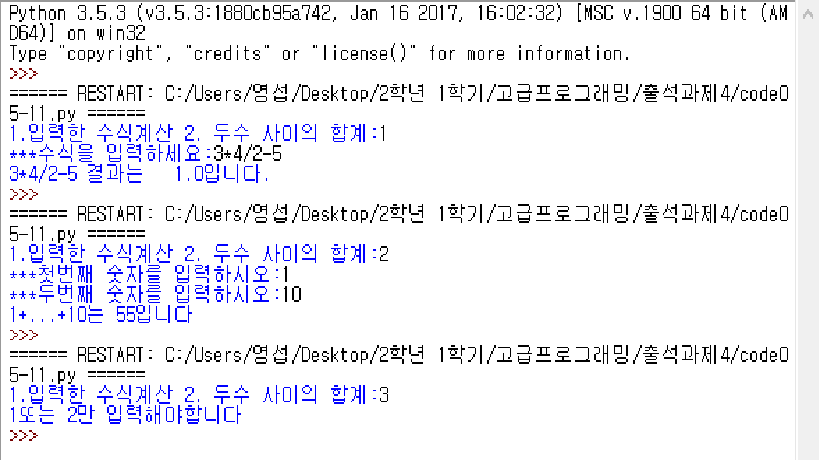 Python 3.5.3 (v3.5.3:1880cb95a742, Jan 16 2017, 16:02:32) [MSC v.1900 64 bit (AM
D64)] on win32
Type "copyright", "credits" or "license()" for more information.
>>>
====== RESTART: C:/Users/영섭/Desktop/2학년 1학기/고급프로그래밍/출석과제4/code0
5-11.py ======
1.입력한 수식계산 2. 두수 사이의 합계:1
***수식을 입력하세요:3*4/2-5
3*4/2-5 결과는   1.0입니다.
>>>
====== RESTART: C:/Users/영섭/Desktop/2학년 1학기/고급프로그래밍/출석과제4/code0
5-11.py ======
1.입력한 수식계산 2. 두수 사이의 합계:2
***첫번째 숫자를 입력하시오:1
***두번째 숫자를 입력하시오:10
1+...+10는 55입니다
>>>
====== RESTART: C:/Users/영섭/Desktop/2학년 1학기/고급프로그래밍/출석과제4/code0
5-11.py ======
1.입력한 수식계산 2. 두수 사이의 합계:3
1또는 2만 입력해야합니다
>>>